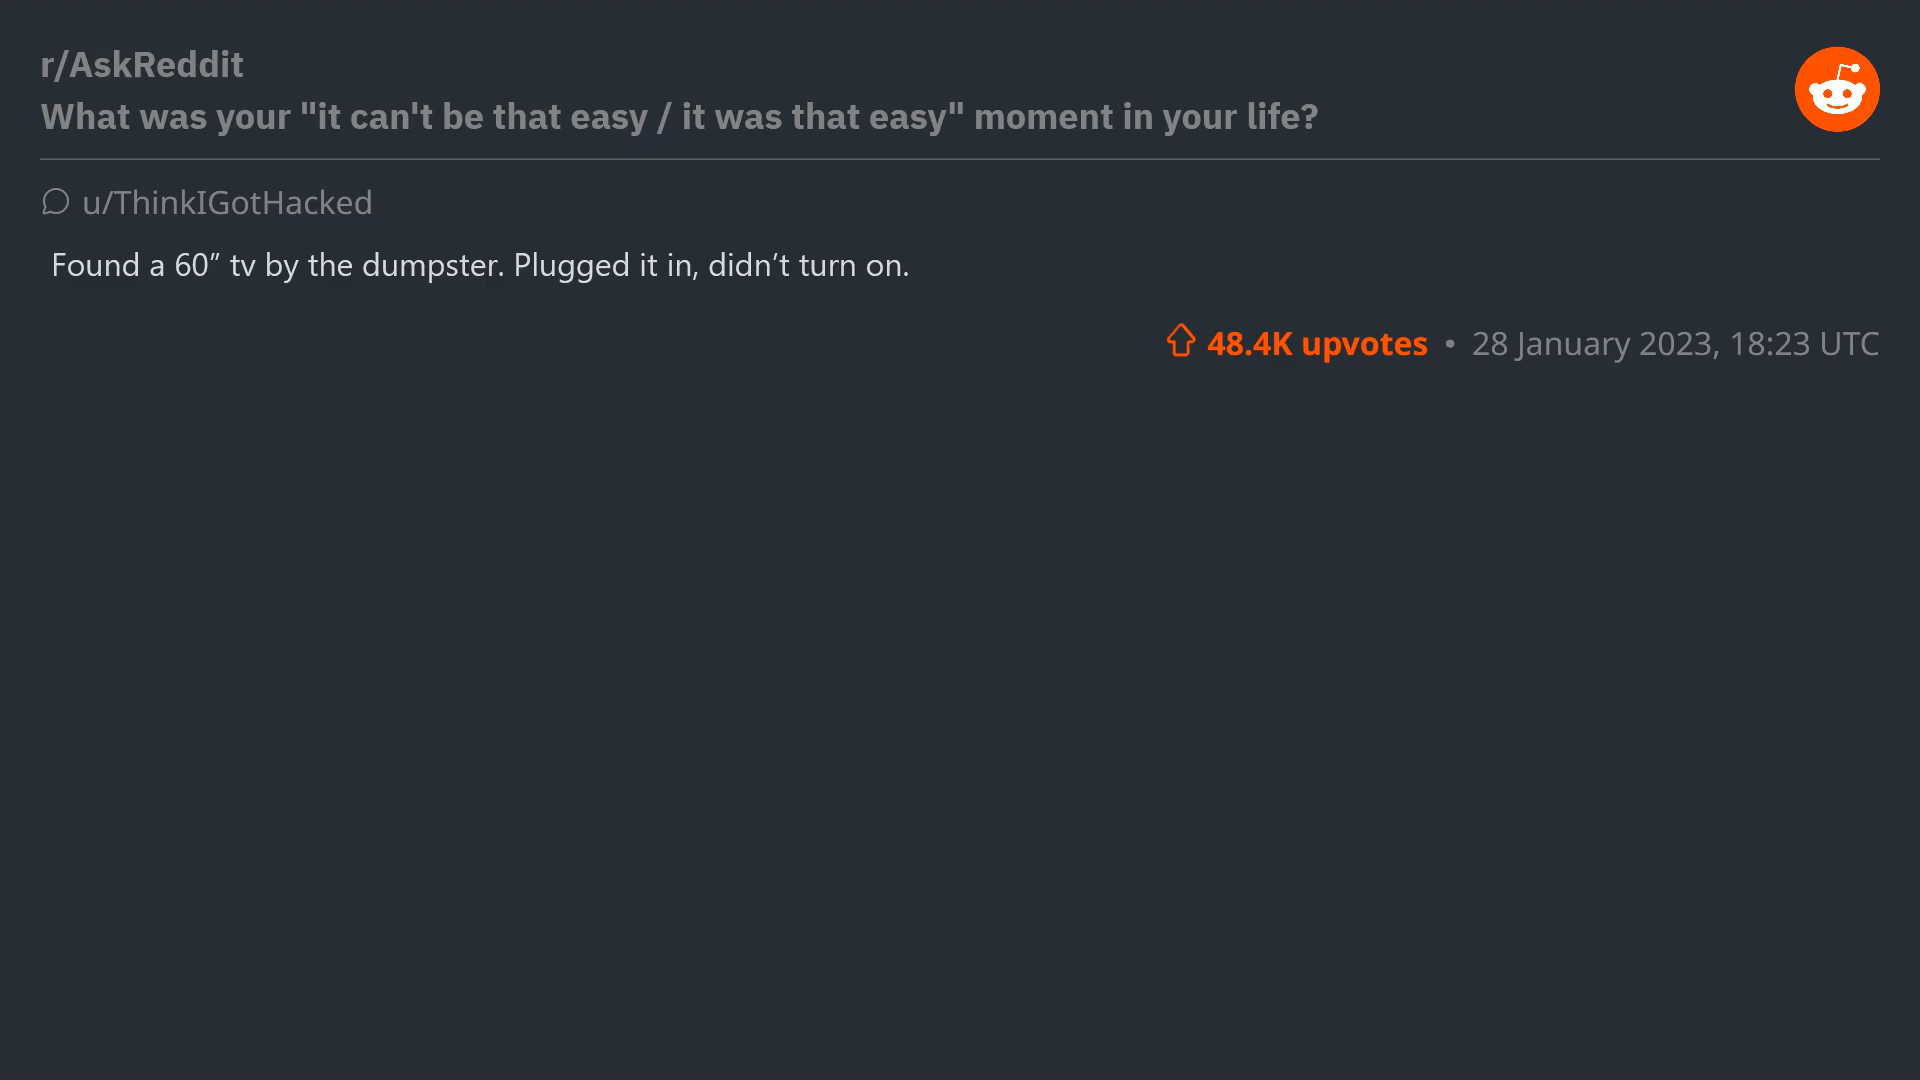 r/AskReddit
What was your "it can't be that easy / it was that easy" moment in your life?
u/ThinkIGotHacked
Found a 60” tv by the dumpster. Plugged it in, didn’t turn on.
48.4K upvotes • 28 January 2023, 18:23 UTC